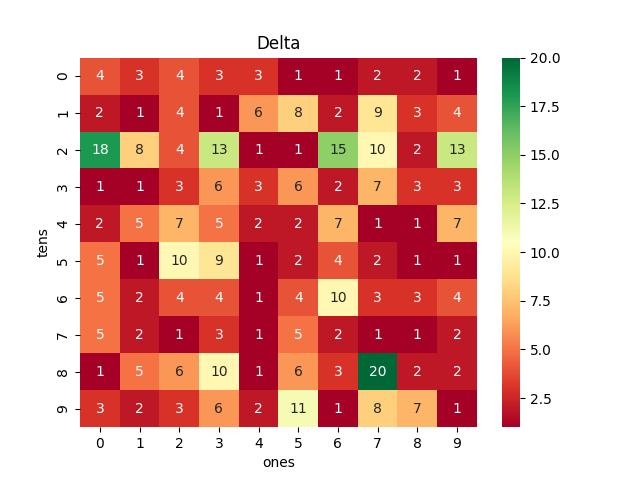 Delta
0 4 3 4 3 3 1 1 2 2 1
1 2 1 4 1 6 8 2 9 3 4
2 18 8 4 13 1 1 15 10 2 13
3 1 1 3 6 3 6 2 7 3 3
4 2 5 7 5 2 2 7 1 1 7
5 5 1 10 9 1 2 4 2 1 1
6 5 2 4 4 1 4 10 3 3 4
7 5 2 1 3 1 5 2 1 1 2
8 1 5 6 10 1 6 3 20 2 2
9 3 2 3 6 2 11 1 8 7 1
0 1 2 3 4 5 6 7 8 9
ones
tens
20.0
17.5
15.0
12.5
10.0
7.5
5.0
2.5